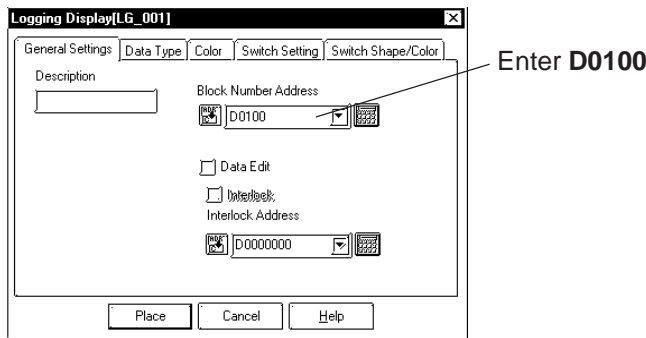 Logging Display[LG_001]
General Settings Data Type Color Switch Setting Switch Shape/Color
Enter D0100
Description
Block Number Address
D0100
Data Edit
Interlock
Interlock Address
D0000000
Place Cancel Help